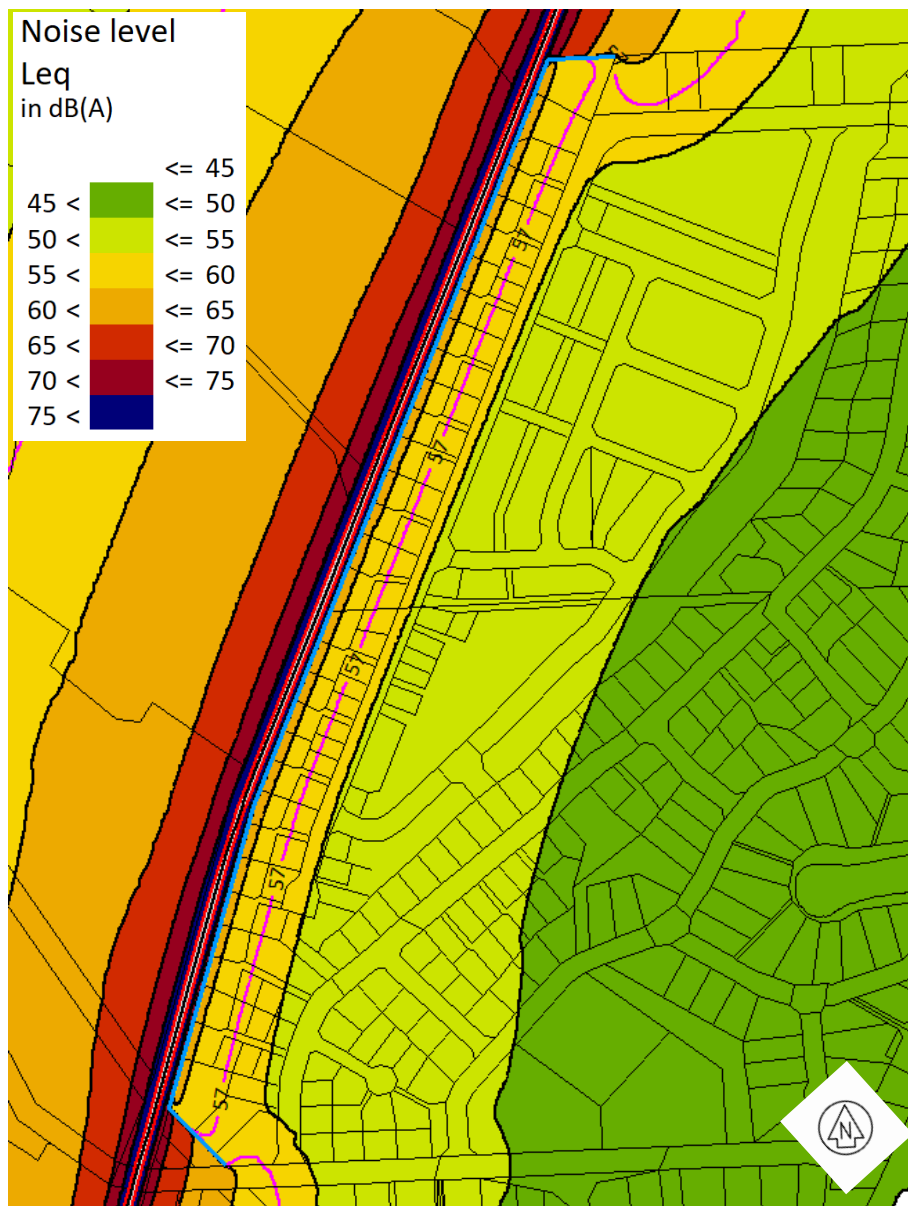 Noise level
Leq
in dB(A)
<= 45
45 < <= 50
50 < <= 55
55 < <= 60
60 < <= 65
65 < <= 70
70 < <= 75
75 <
57
57
57
57
57
N